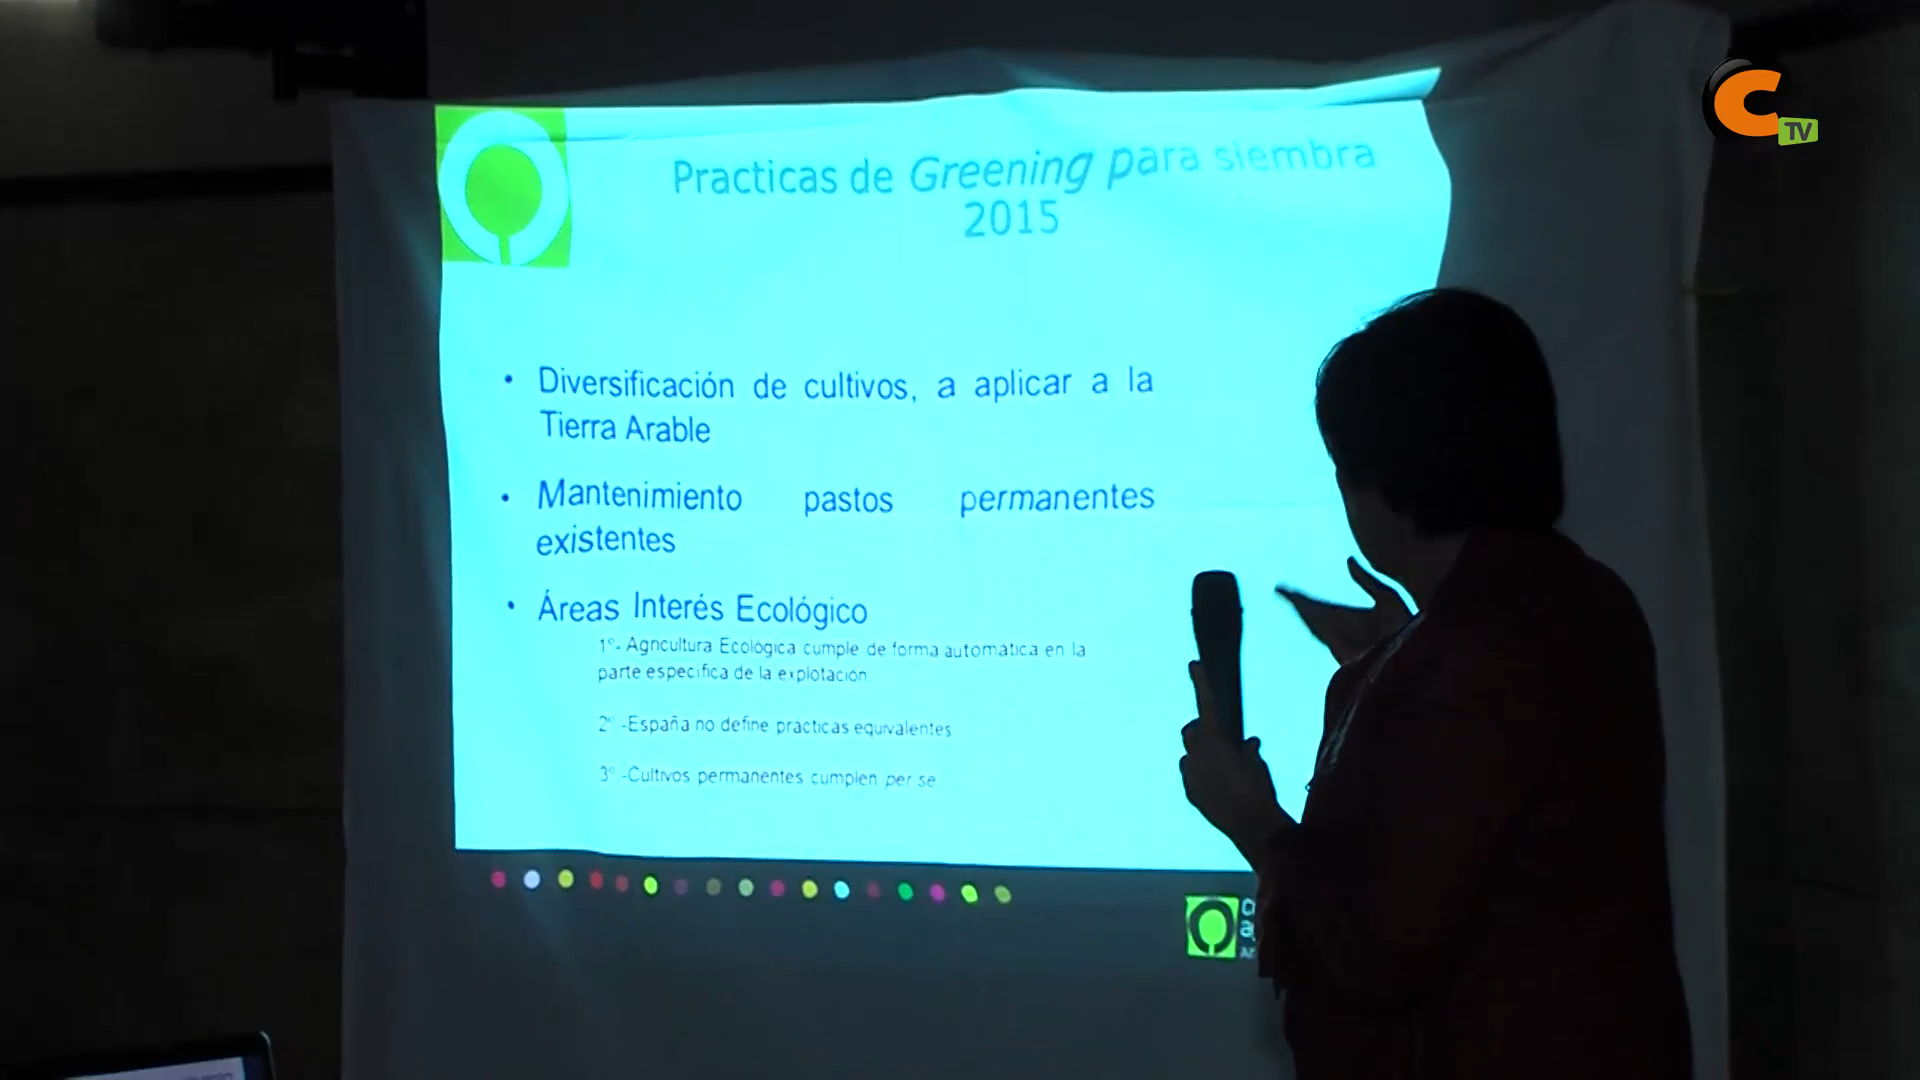 C
TV
Practicas de Greening para siembra
2015
• Diversificación de cultivos, a aplicar a la
Tierra Arable
• Mantenimiento pastos permanentes
existentes
• Áreas Interés Ecológico
1º- Agricultura Ecológica cumple de forma automática en la
parte específica de la explotación
2º -España no define practicas equivalentes
3º -Cultivos permanentes cumplen per se